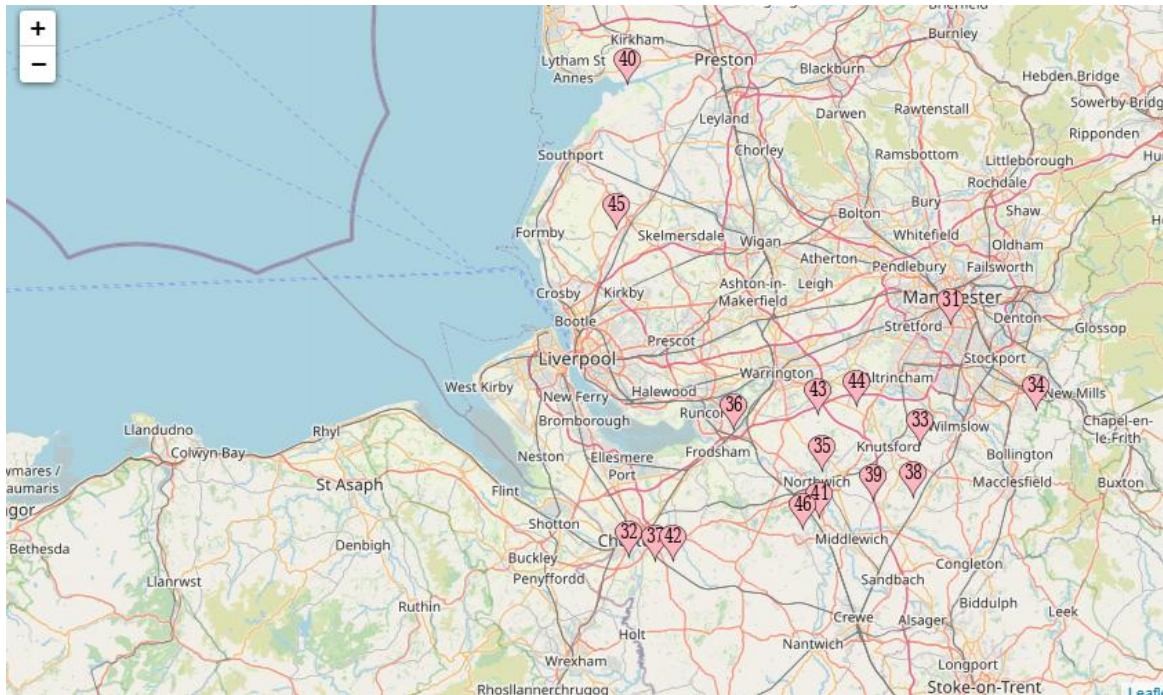 +
−
Brierfield
Burnley
Kirkham
Preston
Lytham St
Annes
40
Blackburn
Hebden Bridge
Sowerby Bridg
Rawtenstall
Darwen
Leyland
Ripponden
Chorley
Ramsbottom
Littleborough
Southport
Rochdale
45
Bury
Shaw
Bolton
Formby
Skelmersdale
Wigan
Whitefield
Oldham
Atherton
Pendlebury
Failsworth
Crosby
Kirkby
Ashton-in-
Makerfield
Leigh
31
Denton
Bootle
Stretford
Glossop
Prescot
Liverpool
Stockport
West Kirby
New Ferry
Halewood
Warrington
43
44
ltrincham
34
New Mills
Bromborough
Runco
36
33
Wilmslow
Chapel-en-
le-Frith
Llandudno
Rhyl
Colwyn Bay
Neston
Ellesmere
Port
Frodsham
35
Knutsford
Bollington
Macclesfield
Buxton
wmares /
aumaris
St Asaph
Flint
Northwich
39
38
41
46
gor
Bethesda
Denbigh
Shotton
Buckley
Penyffordd
Ch
32
37
42
Middlewich
Congleton
Sandbach
Llanrwst
Ruthin
Biddulph
Leek
Holt
Crewe
Alsager
Nantwich
Wrexham
Longport
Rhosllannerchrugog
Stoke-on-Trent
Leafl